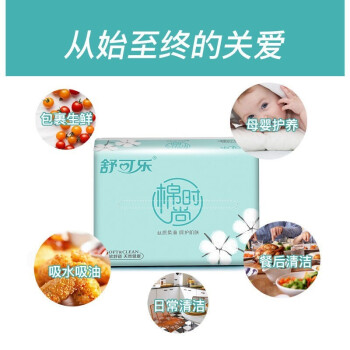 从始至终的关爱
包裹生鲜
母婴护养
舒可乐
棉时尚
吸水吸油
餐后清洁
日常清洁